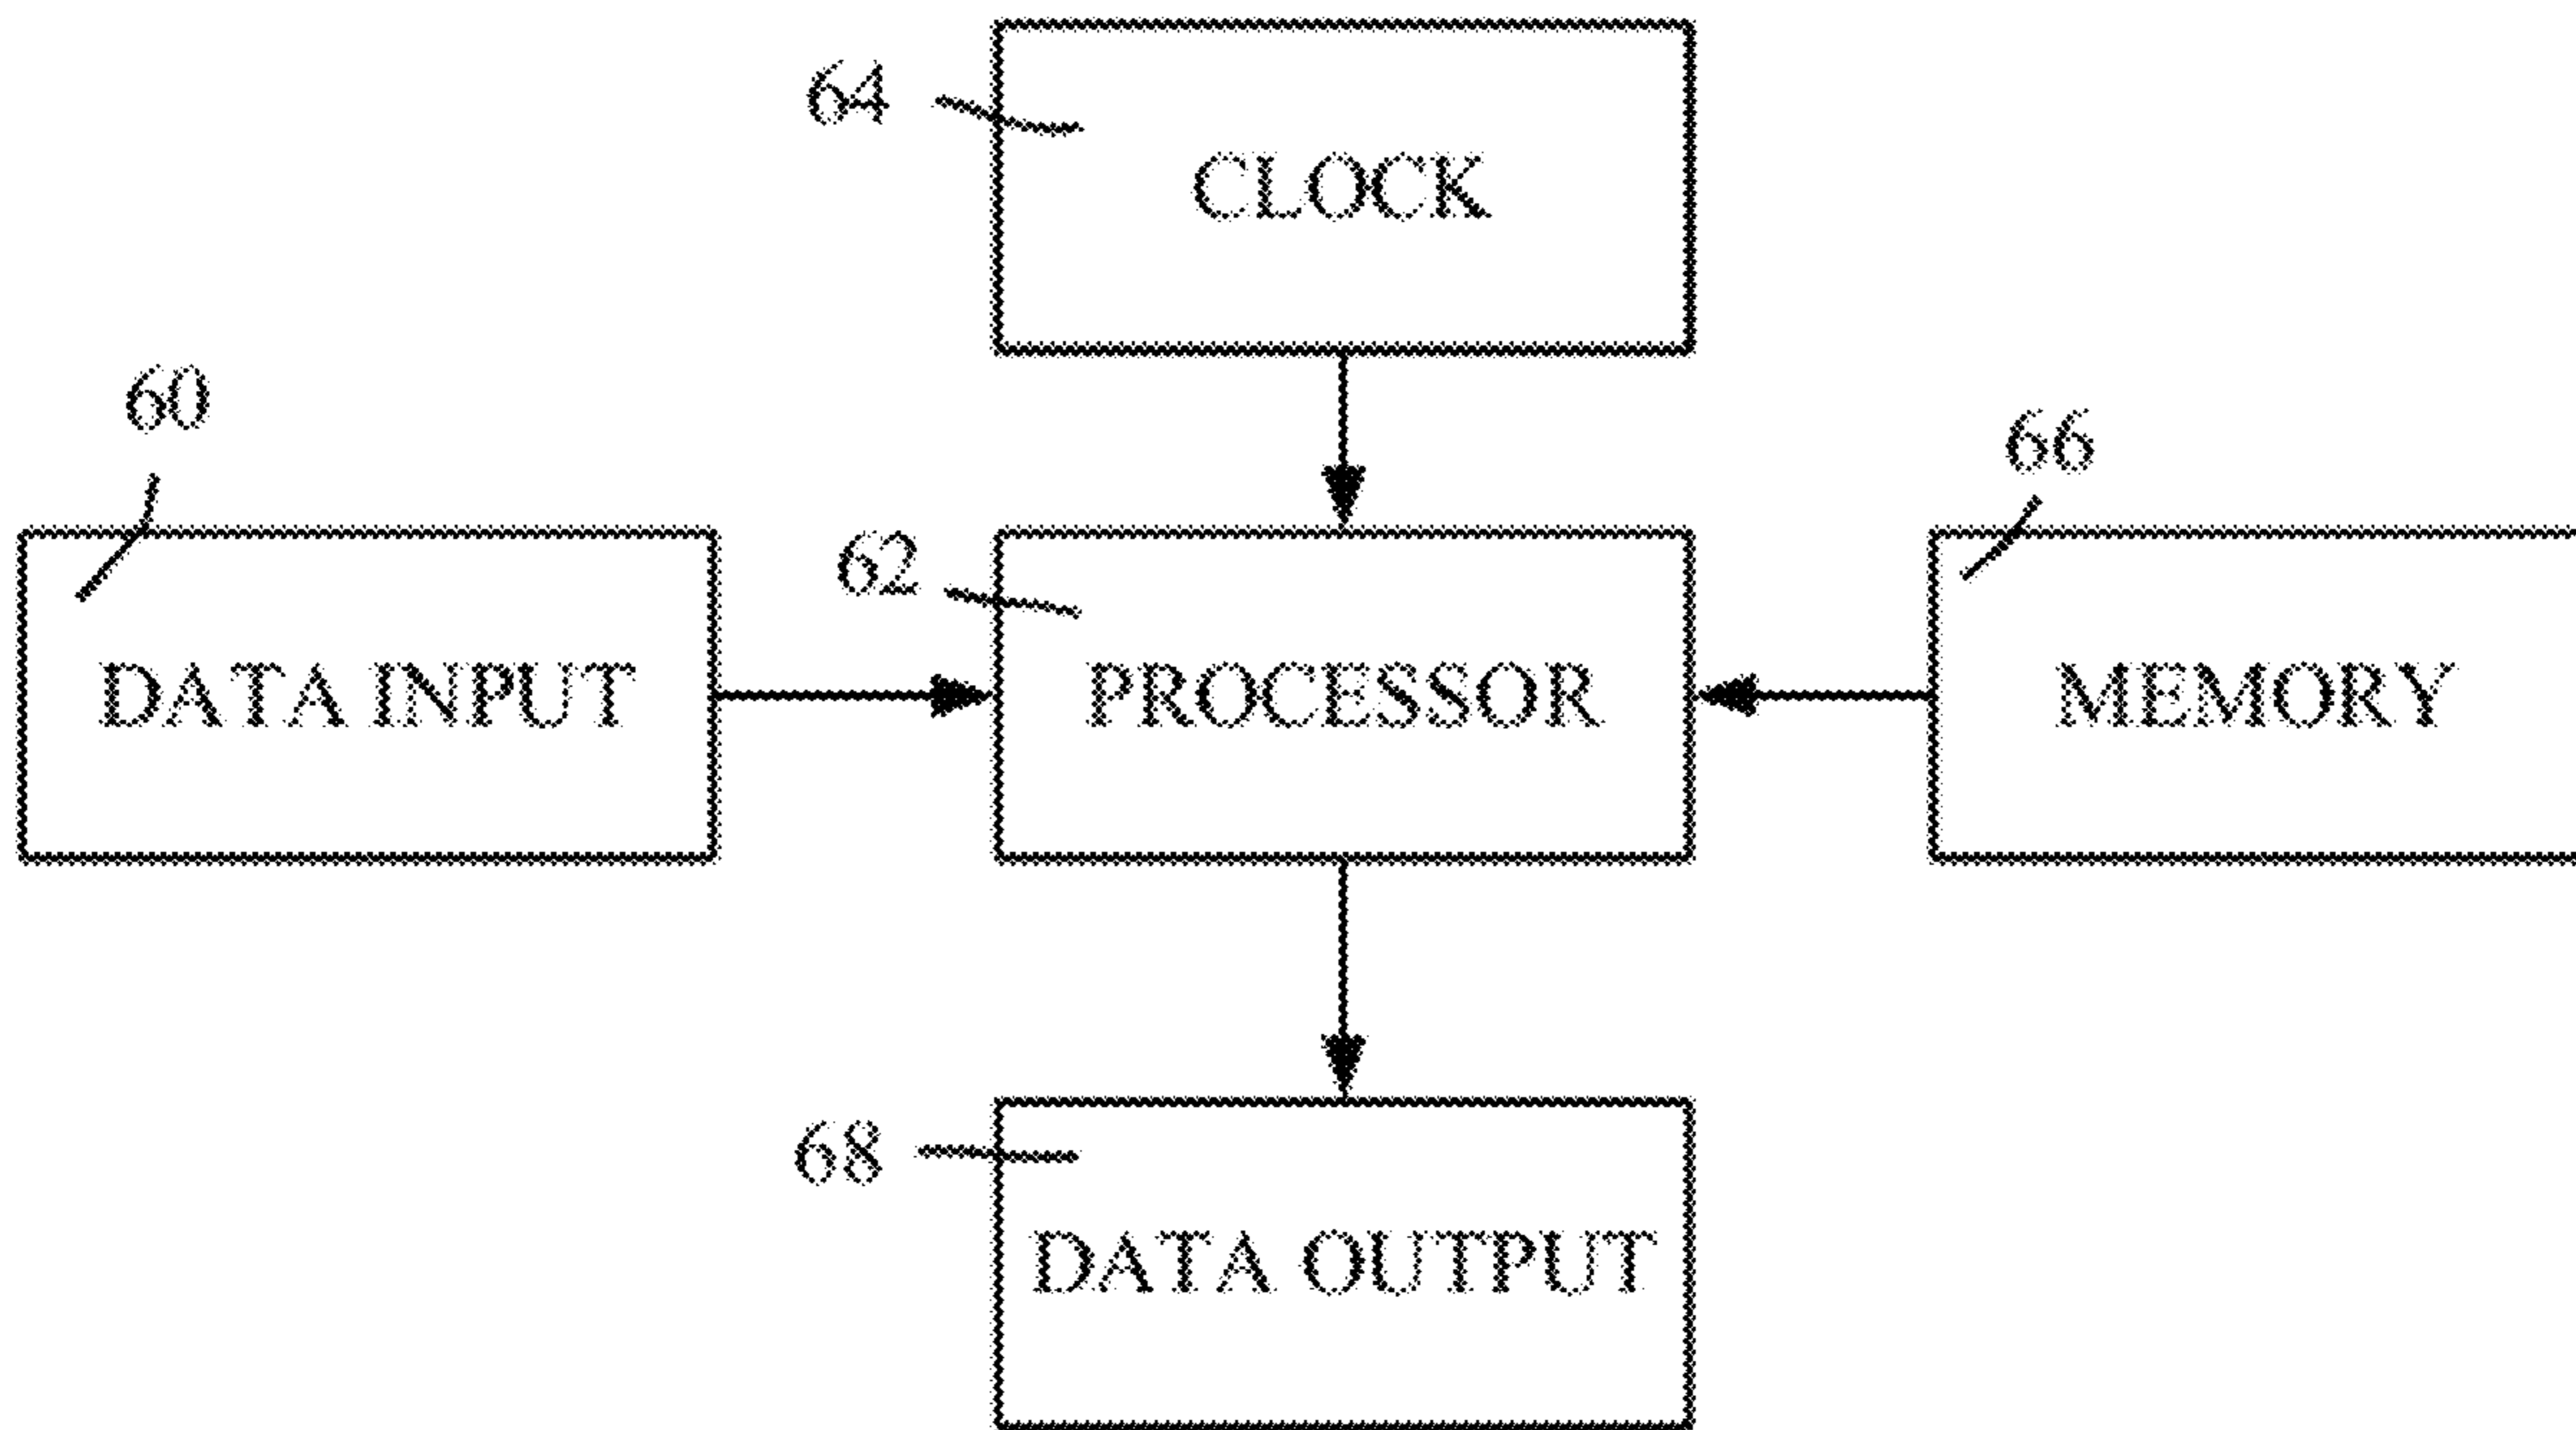 64
CLOCK
60
66
62
DATA INPUT
PROCESSOR
MEMORY
68
DATA OUTPUT